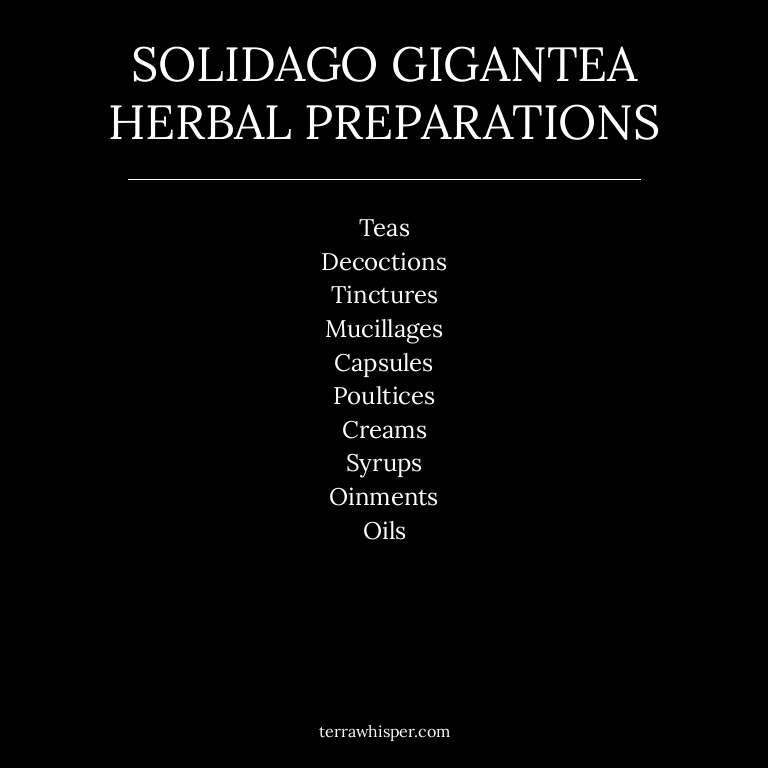 SOLIDAGO GIGANTEA
HERBAL PREPARATIONS
Teas
Decoctions
Tinctures
Mucillages
Capsules
Poultices
Creams
Syrups
Oinments
Oils
terrawhisper.com